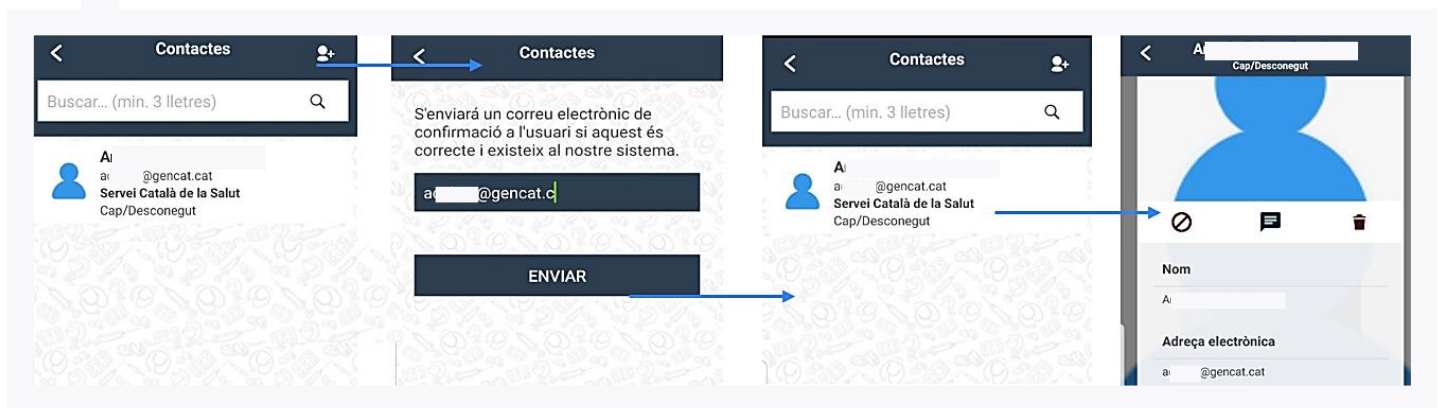 Contactes
Buscar... (min. 3 lletres)
@gencat.cat
Servei Català de la Salut
Cap/Desconegut
Contactes
S'enviará un correu electrònic de
confirmació a l'usuari si aquest és
correcte i existeix al nostre sistema.
@gencat.c
ENVIAR
Contactes
Buscar... (min. 3 lletres)
@gencat.cat
Servei Català de la Salut
Cap/Desconegut
Cap/Desconegut
Nom
Adreça electrònica
@gencat.cat